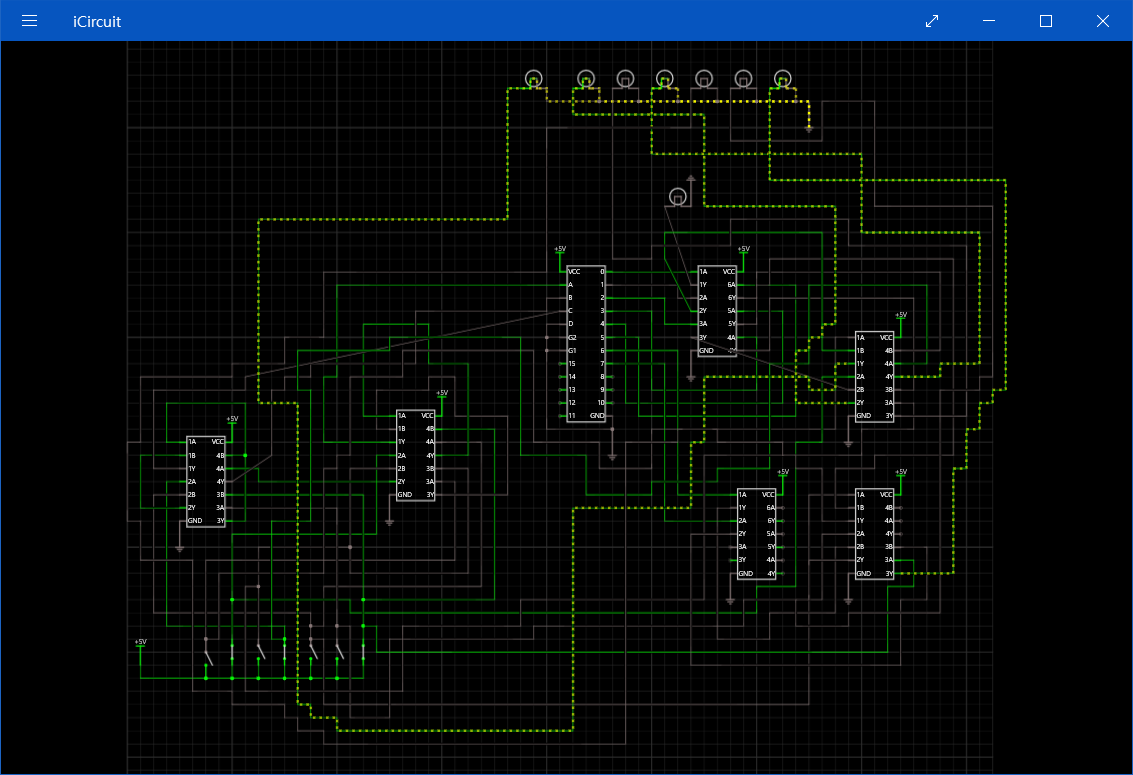 iCircuit
+5V
VCC 0
A 1
B 2
C 3
D 4
G2 5
G1 6
15 7
14 8
13 9
12 10
11 GND
+5V
1A VCC
1Y 6A
2A 6Y
2Y 5A
3A 5Y
3Y 4A
GND 4Y
+5V
1A VCC
1B 4B
1Y 4A
2A 4Y
2B 3B
2Y 3A
GND 3Y
+5V
1A VCC
1B 4B
1Y 4A
2A 4Y
2B 3B
2Y 3A
GND 3Y
+5V
1A VCC
1B 4B
1Y 4A
2A 4Y
2B 3B
2Y 3A
GND 3Y
+5V
1A VCC
1Y 6A
2A 6Y
2Y 5A
3A 5Y
3Y 4A
GND 4Y
+5V
1A VCC
1B 4B
1Y 4A
2A 4Y
2B 3B
2Y 3A
GND 3Y
+5V